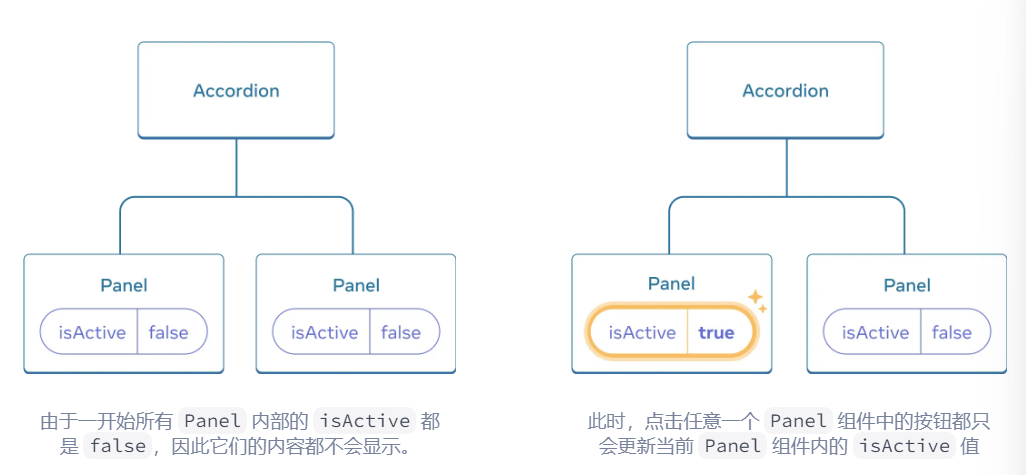 Accordion
Panel
isActive false
Panel
isActive false
由于一开始所有 Panel 内部的 isActive 都
是 false，因此它们的内容都不会显示。
Accordion
Panel
isActive true
Panel
isActive false
此时，点击任意一个 Panel 组件中的按钮都只
会更新当前 Panel 组件内的 isActive 值